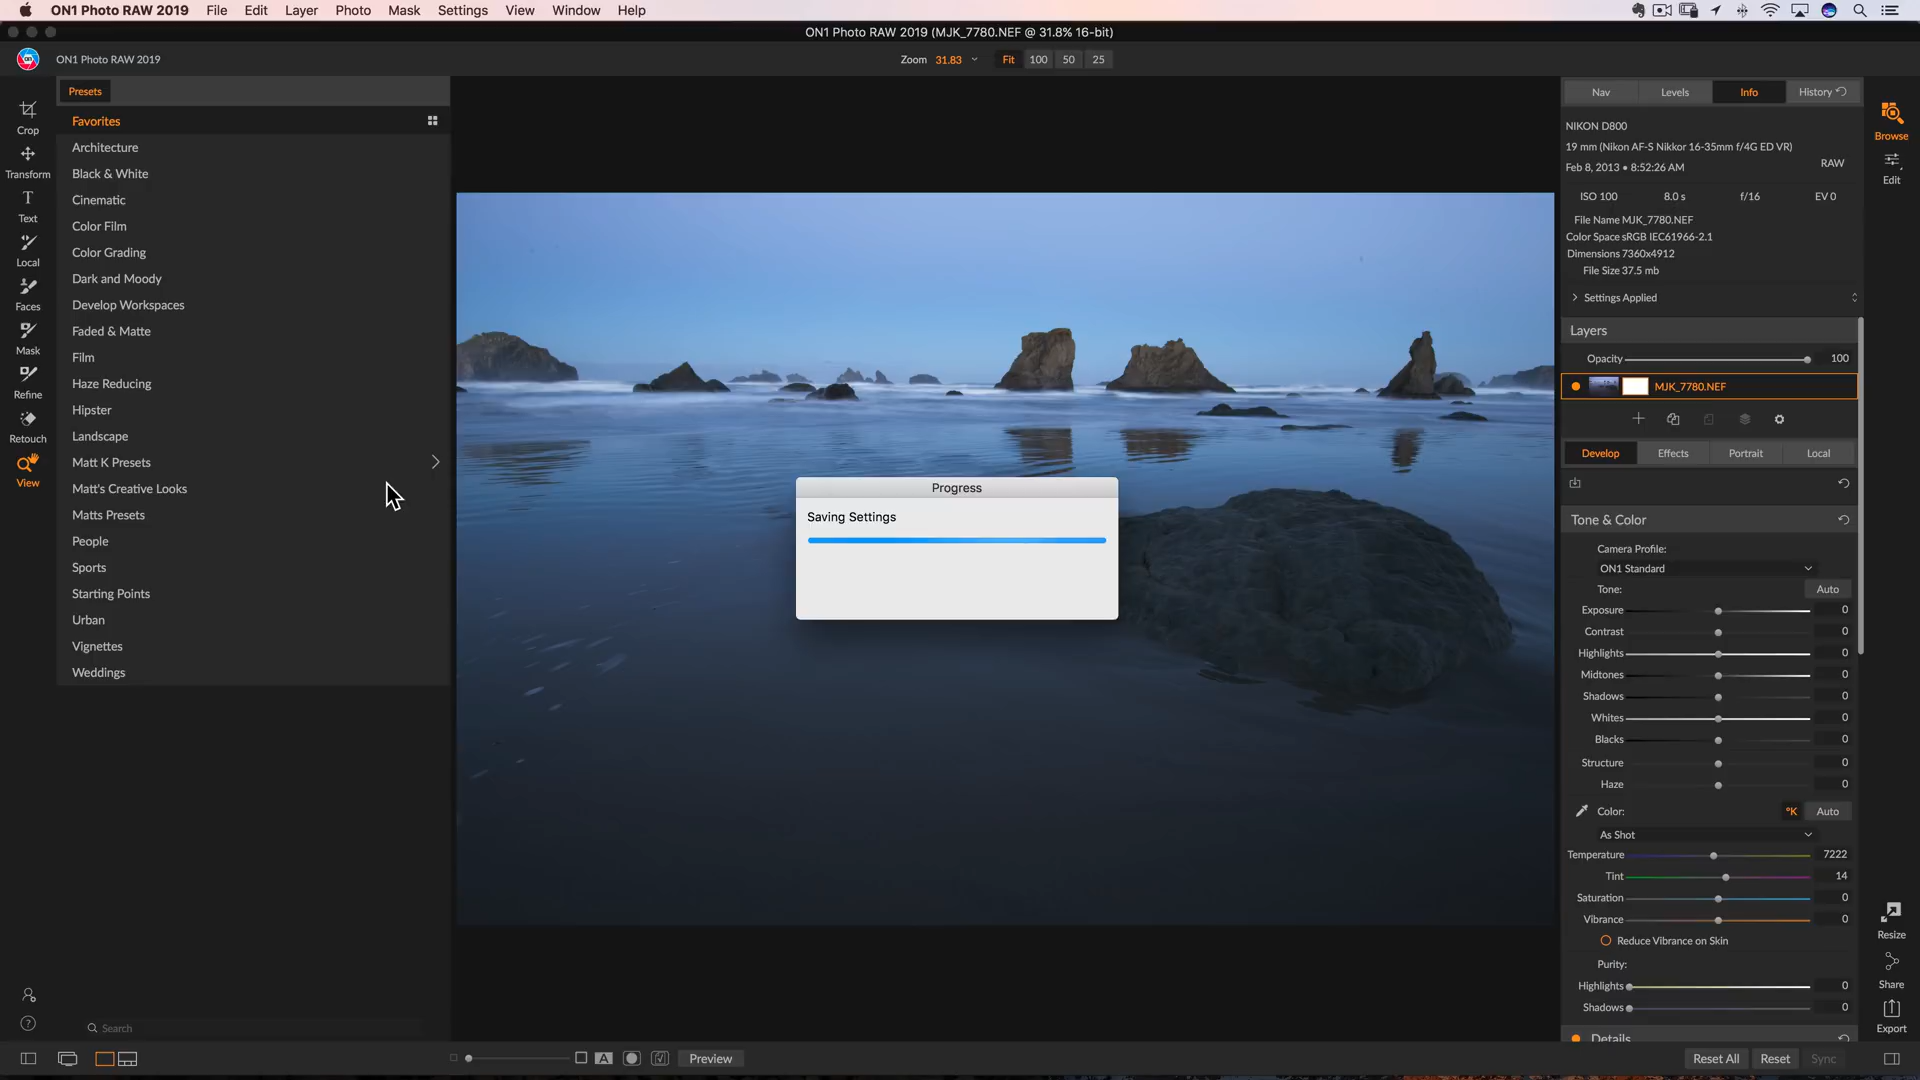 ON1 Photo RAW 2019 File Edit Layer Photo Mask Settings View Window Help
ON1 Photo RAW 2019 (MJK_7780.NEF @ 31.8% 16-bit)
ON1 Photo RAW 2019
Zoom 31.83 Fit 100 50 25
Crop
Transform
Text
Local
Faces
Mask
Refine
Retouch
View
Presets
Favorites
Architecture
Black & White
Cinematic
Color Film
Color Grading
Dark and Moody
Develop Workspaces
Faded & Matte
Film
Haze Reducing
Hipster
Landscape
Matt K Presets
Matt's Creative Looks
Matts Presets
People
Sports
Starting Points
Urban
Vignettes
Weddings
Search
Progress
Saving Settings
Nav Levels Info History
NIKON D800
19 mm (Nikon AF-S Nikkor 16-35mm f/4G ED VR)
Feb 8, 2013 • 8:52:26 AM
RAW
ISO 100 8.0 s f/16 EV 0
File Name MJK_7780.NEF
Color Space sRGB IEC61966-2.1
Dimensions 7360x4912
File Size 37.5 mb
Settings Applied
Layers
Opacity 100
MJK_7780.NEF
Develop Effects Portrait Local
Tone & Color
Camera Profile:
ON1 Standard
Tone: Auto
Exposure 0
Contrast 0
Highlights 0
Midtones 0
Shadows 0
Whites 0
Blacks 0
Structure 0
Haze 0
Color: °K Auto
As Shot
Temperature 7222
Tint 14
Saturation 0
Vibrance 0
Reduce Vibrance on Skin
Purity:
Highlights 0
Shadows 0
Details
Browse
Edit
Resize
Share
Export
A Preview
Reset All Reset Sync